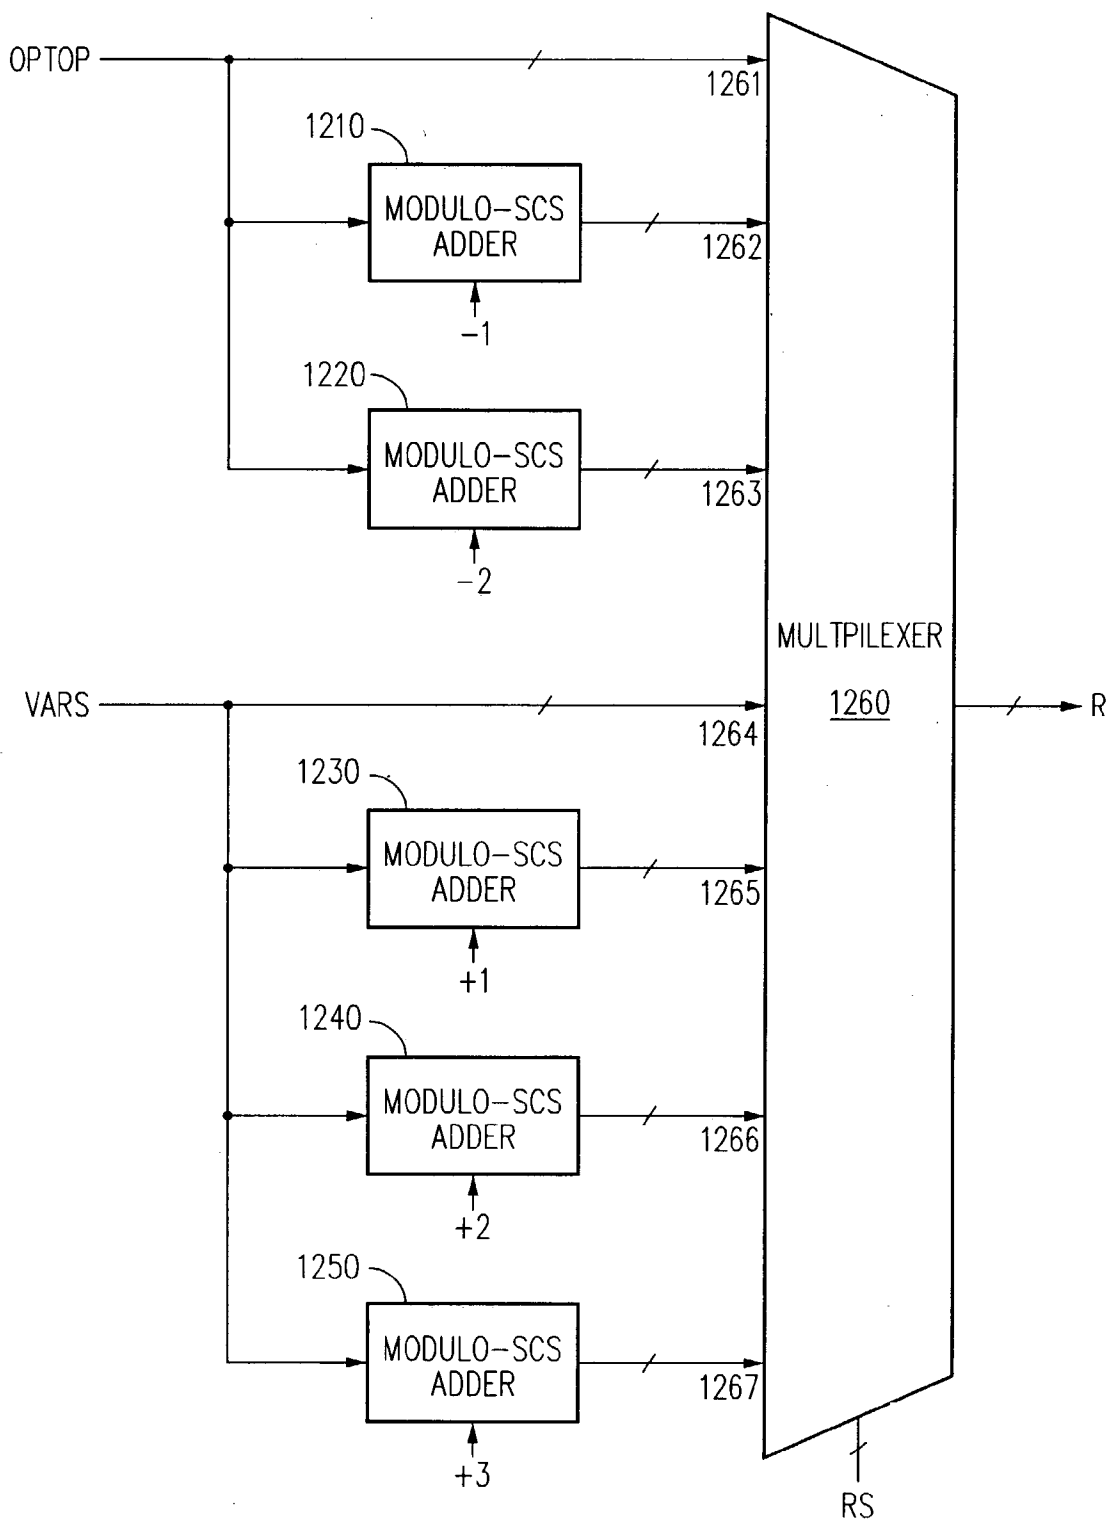 OPTOP
1261
1210
MODULO-SCS
ADDER
1262
-1
1220
MODULO-SCS
ADDER
1263
-2
MULTPILEXER
1260
VARS
1264
R
1230
MODULO-SCS
ADDER
1265
+1
1240
MODULO-SCS
ADDER
1266
+2
1250
MODULO-SCS
ADDER
1267
+3
RS